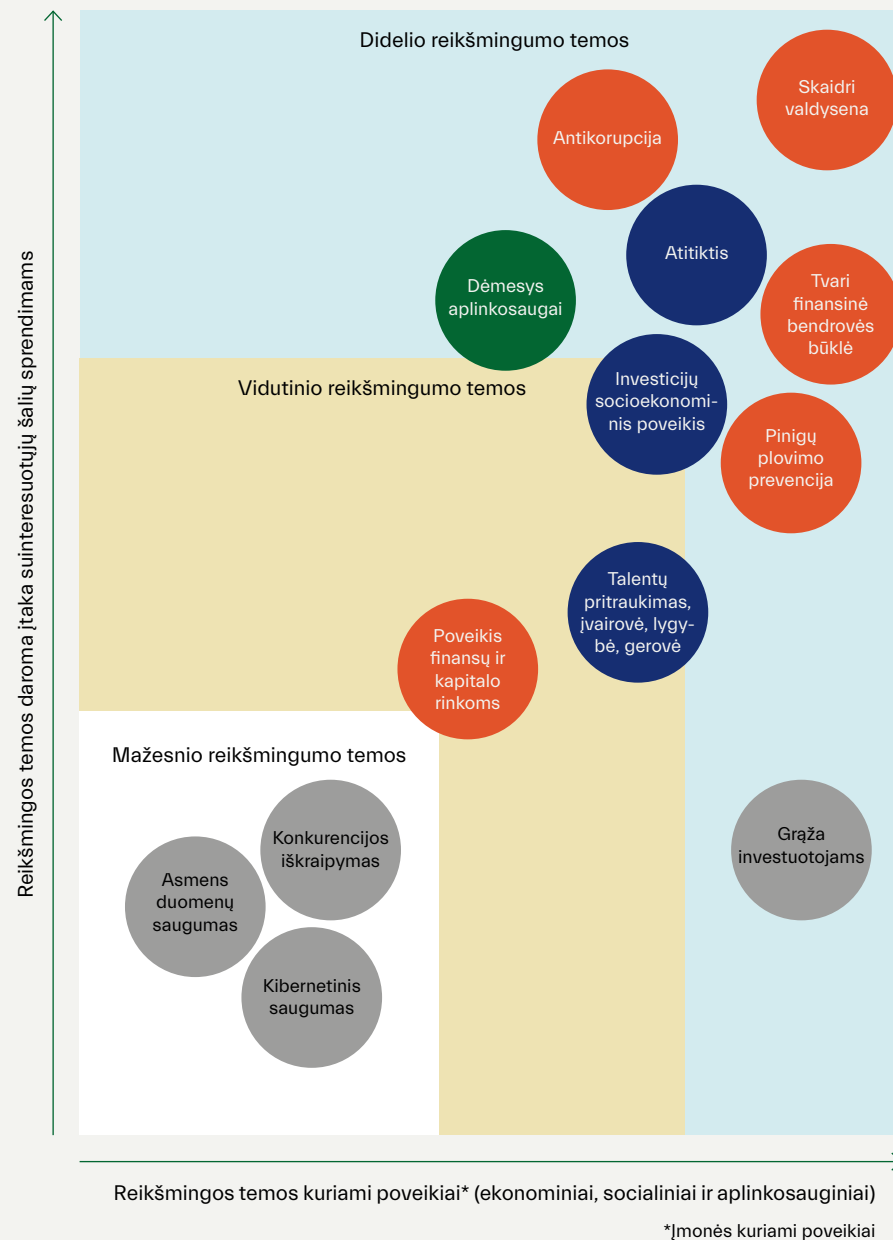 Reikšmingos temos daroma įtaka suinteresuotųjų šalių sprendimams
Didelio reikšmingumo temos
Skaidri
valdysena
Antikorupcija
Atitiktis
Dėmesys
aplinkosaugai
Tvari
finansinė
bendrovės
būklė
Vidutinio reikšmingumo temos
Investicijų
socioekonomi-
nis poveikis
Pinigų
plovimo
prevencija
Talentų
pritraukimas,
įvairovė, lygy-
bė, gerovė
Poveikis
finansų ir
kapitalo
rinkoms
Mažesnio reikšmingumo temos
Konkurencijos
iškraipymas
Grąža
investuotojams
Asmens
duomenų
saugumas
Kibernetinis
saugumas
Reikšmingos temos kuriami poveikiai* (ekonominiai, socialiniai ir aplinkosauginiai)
*Įmonės kuriami poveikiai